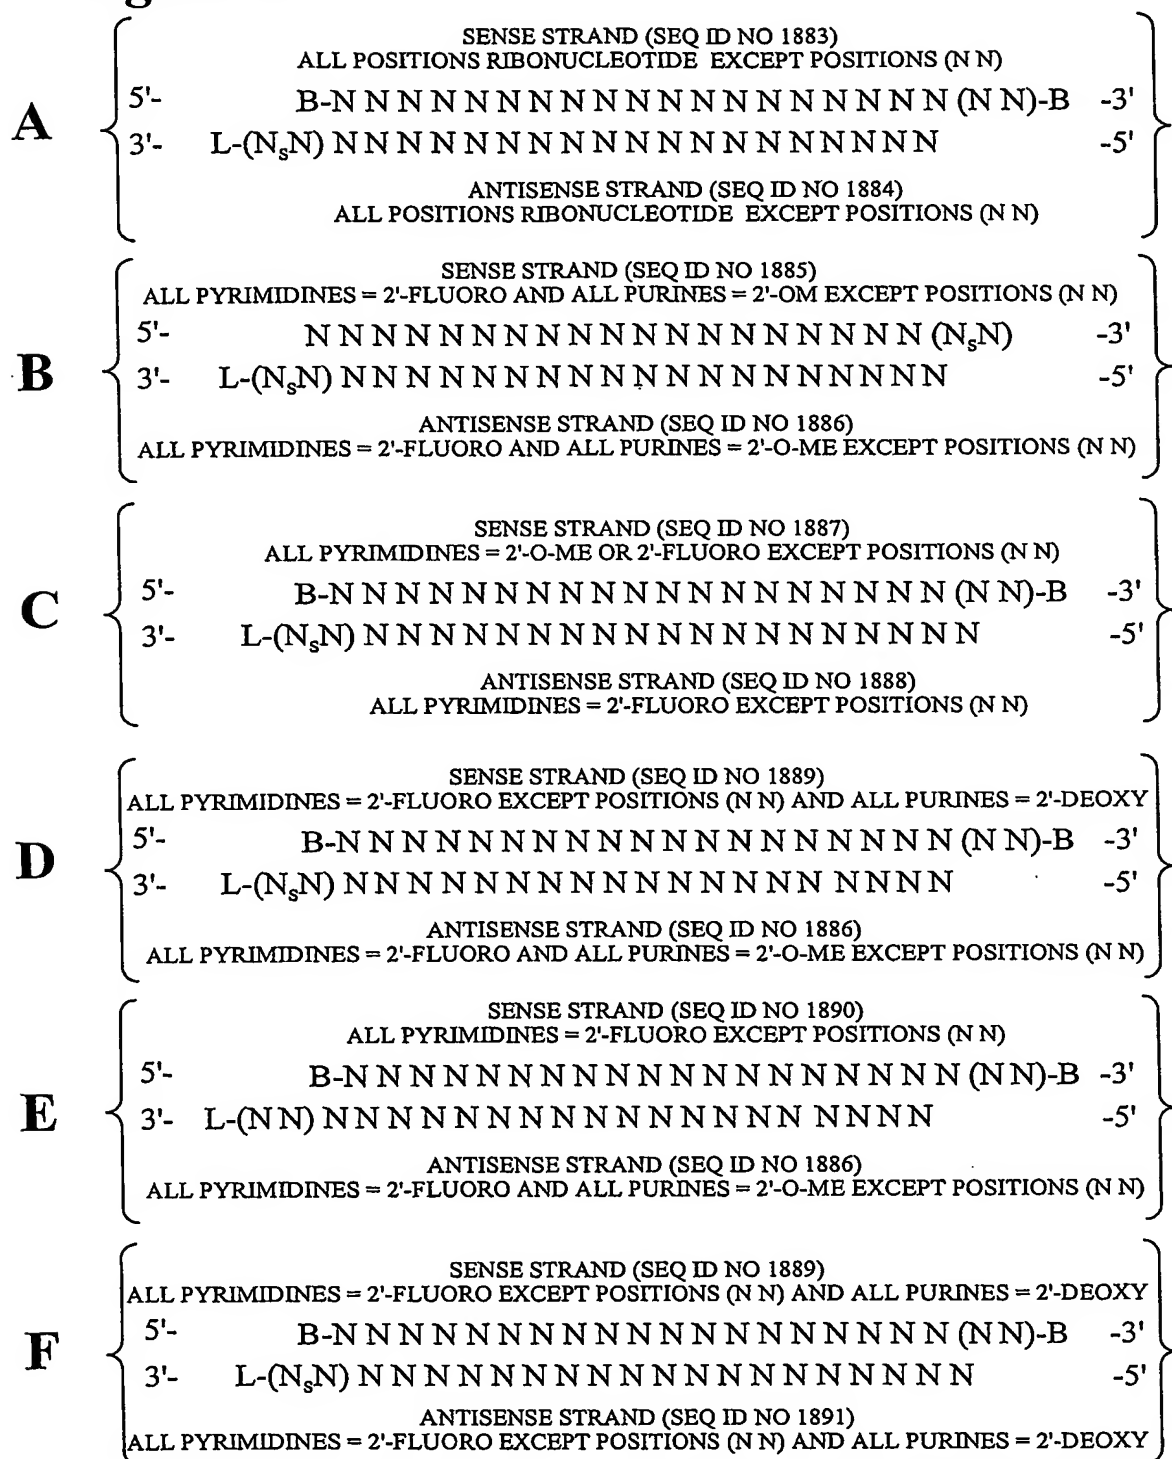 SENSE STRAND (SEQ ID NO 1883)
ALL POSITIONS RIBONUCLEOTIDE EXCEPT POSITIONS (N N)
A 5'- B-N N N N N N N N N N N N N N N N N N N (N N)-B -3'
3'- L-(NsN) N N N N N N N N N N N N N N N N N N N -5'
ANTISENSE STRAND (SEQ ID NO 1884)
ALL POSITIONS RIBONUCLEOTIDE EXCEPT POSITIONS (N N)
SENSE STRAND (SEQ ID NO 1885)
ALL PYRIMIDINES = 2'-FLUORO AND ALL PURINES = 2'-OM EXCEPT POSITIONS (N N)
5'- N N N N N N N N N N N N N N N N N N N (NsN) -3'
B 3'- L-(NsN) N N N N N N N N N N N N N N N N N N N -5'
ANTISENSE STRAND (SEQ ID NO 1886)
ALL PYRIMIDINES = 2'-FLUORO AND ALL PURINES = 2'-O-ME EXCEPT POSITIONS (N N)
SENSE STRAND (SEQ ID NO 1887)
ALL PYRIMIDINES = 2'-O-ME OR 2'-FLUORO EXCEPT POSITIONS (N N)
C 5'- B-N N N N N N N N N N N N N N N N N N N (N N)-B -3'
3'- L-(NsN) N N N N N N N N N N N N N N N N N N N -5'
ANTISENSE STRAND (SEQ ID NO 1888)
ALL PYRIMIDINES = 2'-FLUORO EXCEPT POSITIONS (N N)
SENSE STRAND (SEQ ID NO 1889)
ALL PYRIMIDINES = 2'-FLUORO EXCEPT POSITIONS (N N) AND ALL PURINES = 2'-DEOXY
5'- B-N N N N N N N N N N N N N N N N N N N (N N)-B -3'
D 3'- L-(NsN) N N N N N N N N N N N N N N N N N N N -5'
ANTISENSE STRAND (SEQ ID NO 1886)
ALL PYRIMIDINES = 2'-FLUORO AND ALL PURINES = 2'-O-ME EXCEPT POSITIONS (N N)
SENSE STRAND (SEQ ID NO 1890)
ALL PYRIMIDINES = 2'-FLUORO EXCEPT POSITIONS (N N)
5'- B-N N N N N N N N N N N N N N N N N N N (N N)-B -3'
E 3'- L-(N N) N N N N N N N N N N N N N N N N N N N -5'
ANTISENSE STRAND (SEQ ID NO 1886)
ALL PYRIMIDINES = 2'-FLUORO AND ALL PURINES = 2'-O-ME EXCEPT POSITIONS (N N)
SENSE STRAND (SEQ ID NO 1889)
ALL PYRIMIDINES = 2'-FLUORO EXCEPT POSITIONS (N N) AND ALL PURINES = 2'-DEOXY
5'- B-N N N N N N N N N N N N N N N N N N N (N N)-B -3'
F 3'- L-(NsN) N N N N N N N N N N N N N N N N N N N -5'
ANTISENSE STRAND (SEQ ID NO 1891)
ALL PYRIMIDINES = 2'-FLUORO EXCEPT POSITIONS (N N) AND ALL PURINES = 2'-DEOXY